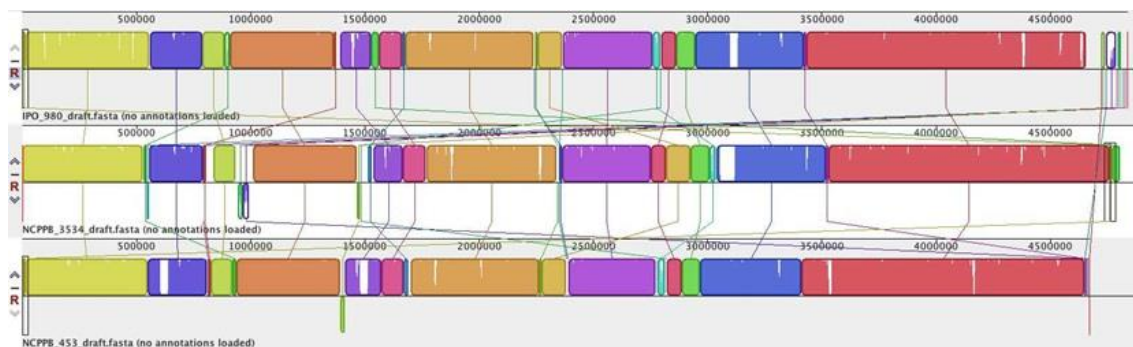 500000 1000000 1500000 2000000 2500000 3000000 3500000 4000000 4500000
R
IPO_980_draft.fasta (no annotations loaded)
500000 1000000 1500000 2000000 2500000 3000000 3500000 4000000 4500000
R
NCPPB_3534_draft.fasta (no annotations loaded)
500000 1000000 1500000 2000000 2500000 3000000 3500000 4000000 4500000
R
NCPPB_453_draft.fasta (no annotations loaded)